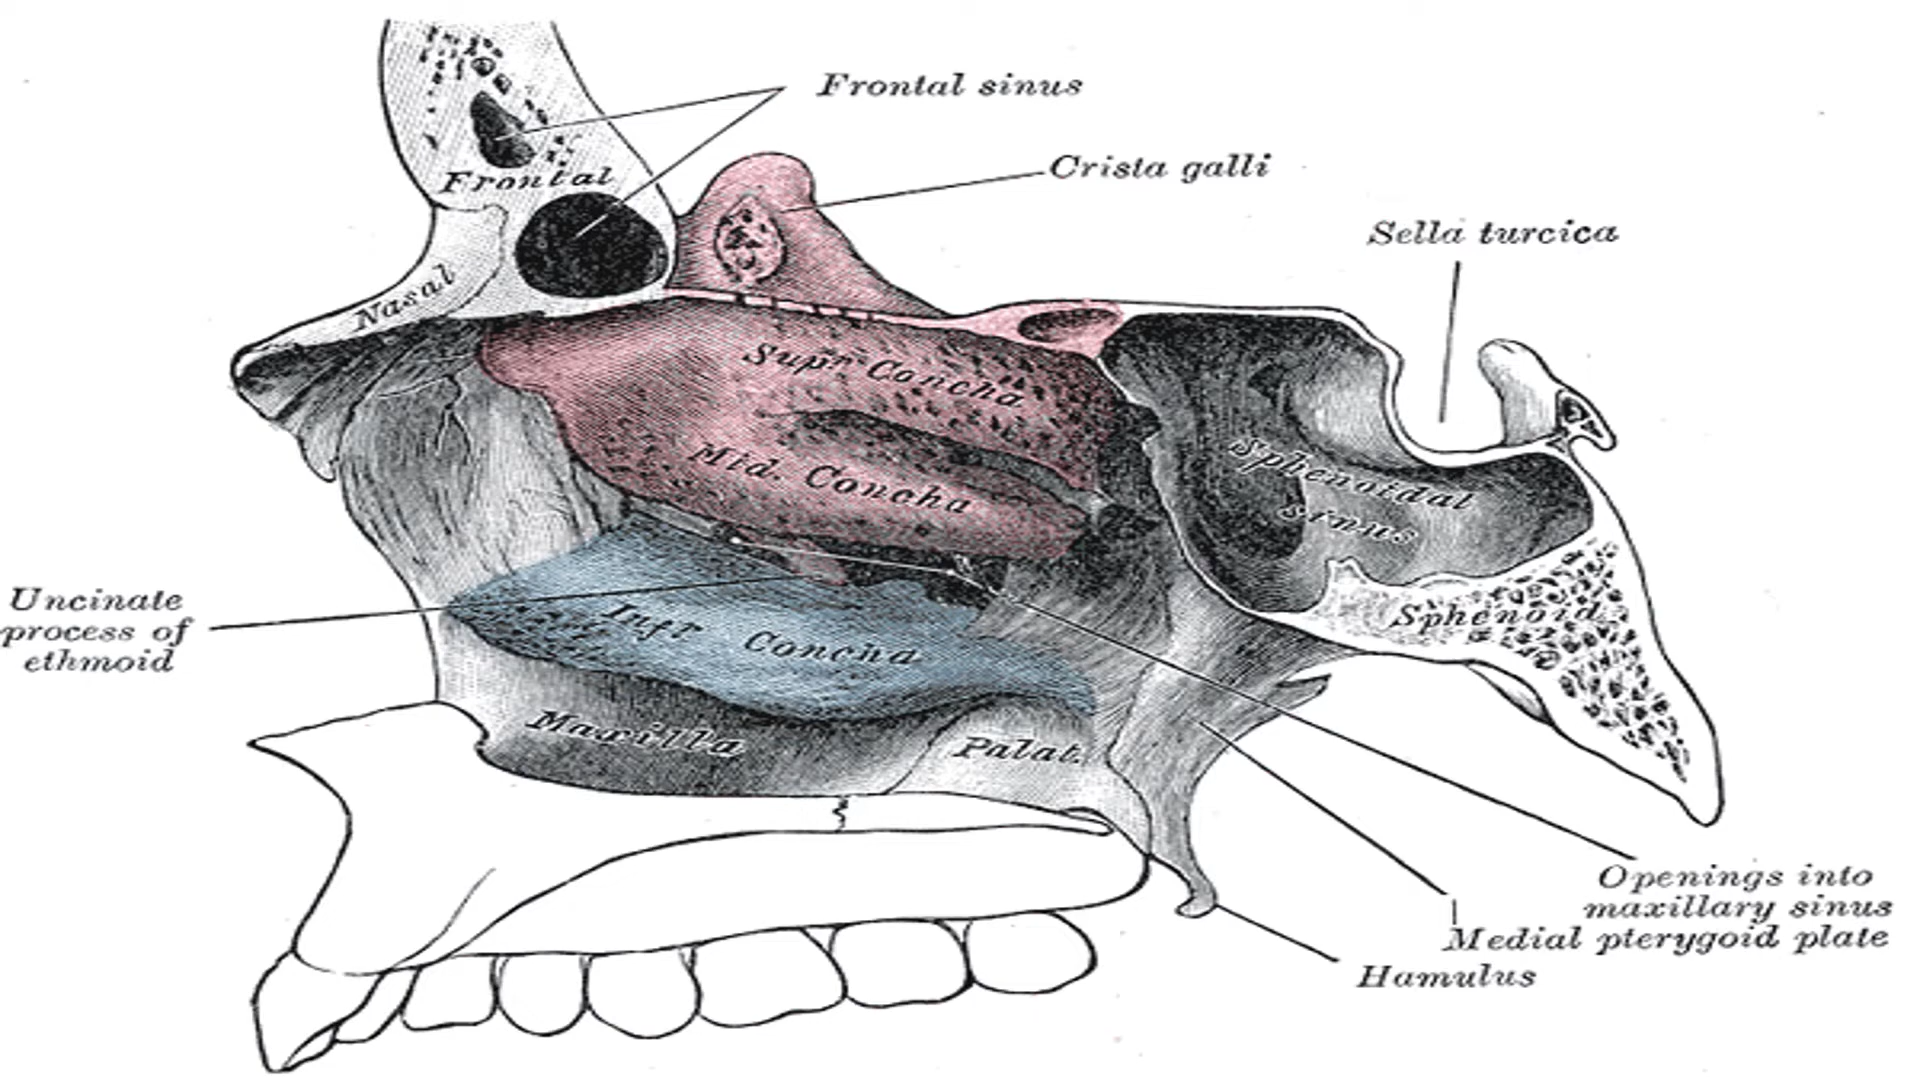 Frontal sinus
Crista galli
Frontal
Sella turcica
Nasal
Supr. Concha
Mid. Concha
Sphenoidal
sinus
Uncinate
process of
ethmoid
Infr Concha
Sphenoid
Maxilla
Palat.
Openings into
maxillary sinus
Medial pterygoid plate
Hamulus